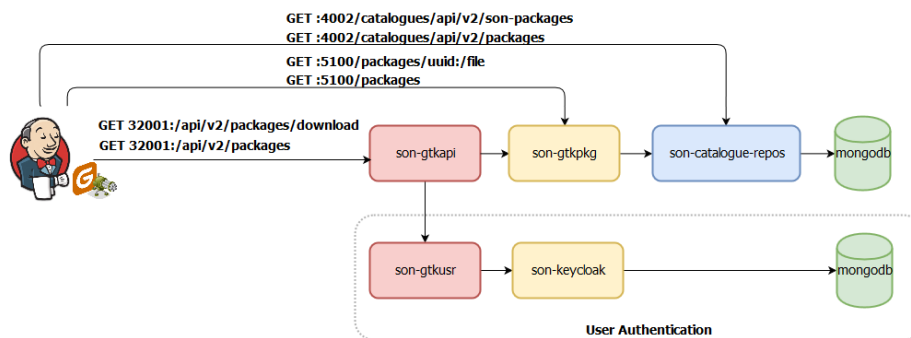 GET :4002/catalogues/api/v2/son-packages
GET :4002/catalogues/api/v2/packages
GET :5100/packages/uuid:/file
GET :5100/packages
GET 32001:/api/v2/packages/download
GET 32001:/api/v2/packages
son-gtkapi
son-gtkpkg
son-catalogue-repos
mongodb
son-gtkusr
son-keycloak
mongodb
User Authentication